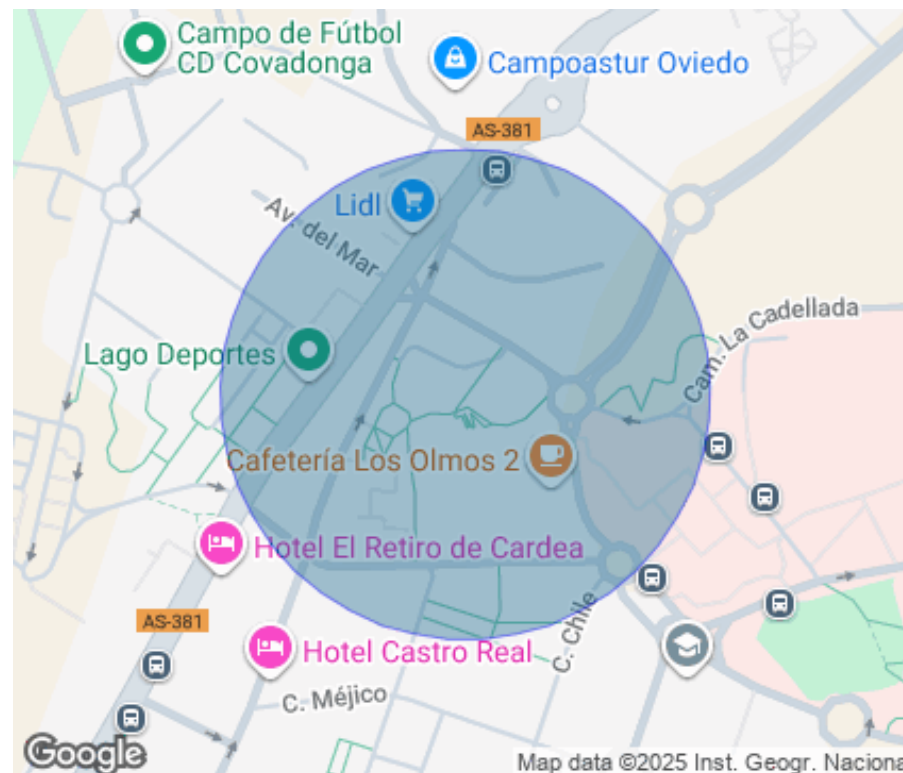 Campo de Fútbol
CD Covadonga
Campoastur Oviedo
AS-381
Lidl
Av. del Mar
Cam. La Cadellada
Lago Deportes
Cafetería Los Olmos 2
Hotel El Retiro de Cardea
AS-381
Hotel Castro Real
C. Chile
C. Méjico
Google
Map data ©2025 Inst. Geogr. Naciona